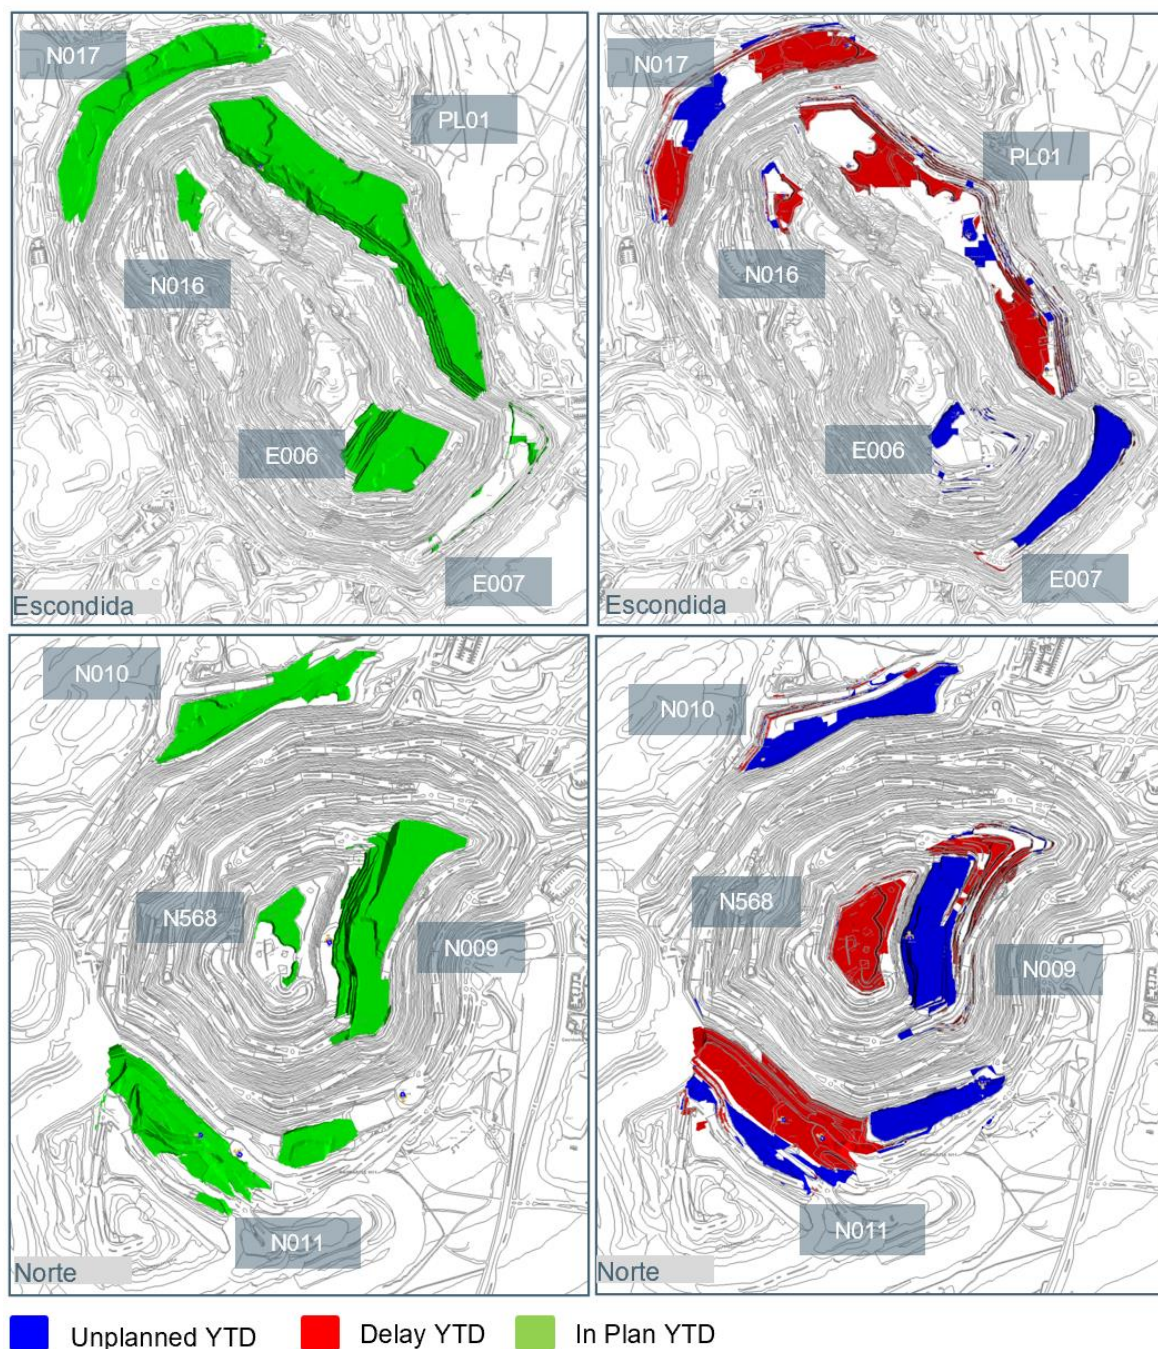 N017
PL01
N016
E006
E007
Escondida
N017
PL01
N016
E006
E007
Escondida
N010
N568
N009
N011
Norte
N010
N568
N009
N011
Norte
Unplanned YTD
Delay YTD
In Plan YTD